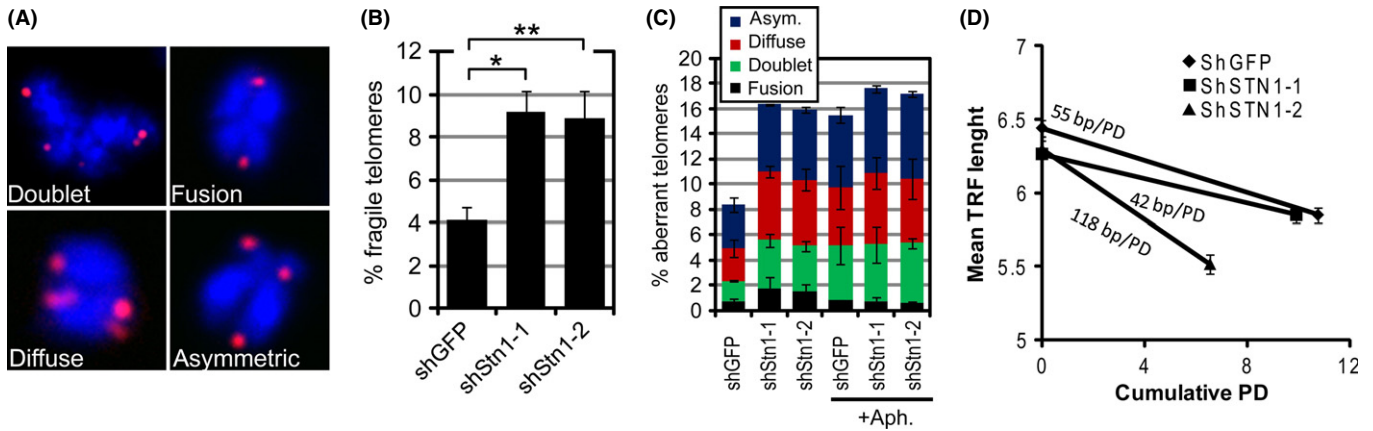 (A)
Doublet
Fusion
Diffuse
Asymmetric
(B)
% fragile telomeres
12
10
8
6
4
2
0
*
**
shGFP
shStn1-1
shStn1-2
(C)
Asym.
Diffuse
Doublet
Fusion
% aberrant telomeres
20
18
16
14
12
10
8
6
4
2
0
shGFP
shStn1-1
shStn1-2
shGFP
shStn1-1
shStn1-2
+Aph.
(D)
Mean TRF lenght
7
6.5
6
5.5
5
ShGFP
ShSTN1-1
ShSTN1-2
55 bp/PD
42 bp/PD
118 bp/PD
0
4
8
12
Cumulative PD